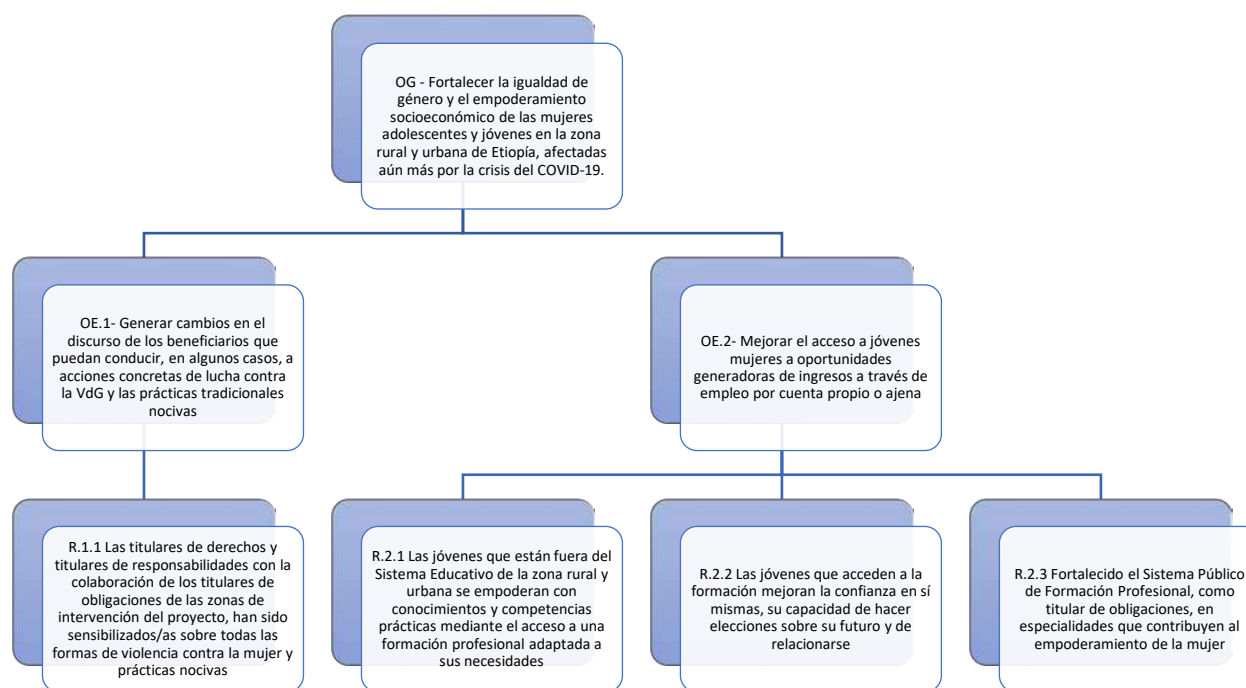 OG - Fortalecer la igualdad de
género y el empoderamiento
socioeconómico de las mujeres
adolescentes y jóvenes en la zona
rural y urbana de Etiopía, afectadas
aún más por la crisis del COVID-19.
OE.1- Generar cambios en el
discurso de los beneficiarios que
puedan conducir, en algunos casos, a
acciones concretas de lucha contra
la VdG y las prácticas tradicionales
nocivas
OE.2- Mejorar el acceso a jóvenes
mujeres a oportunidades
generadoras de ingresos a través de
empleo por cuenta propio o ajena
R.1.1 Las titulares de derechos y
titulares de responsabilidades con la
colaboración de los titulares de
obligaciones de las zonas de
intervención del proyecto, han sido
sensibilizados/as sobre todas las
formas de violencia contra la mujer y
prácticas nocivas
R.2.1 Las jóvenes que están fuera del
Sistema Educativo de la zona rural y
urbana se empoderan con
conocimientos y competencias
prácticas mediante el acceso a una
formación profesional adaptada a
sus necesidades
R.2.2 Las jóvenes que acceden a la
formación mejoran la confianza en sí
mismas, su capacidad de hacer
elecciones sobre su futuro y de
relacionarse
R.2.3 Fortalecido el Sistema Público
de Formación Profesional, como
titular de obligaciones, en
especialidades que contribuyen al
empoderamiento de la mujer